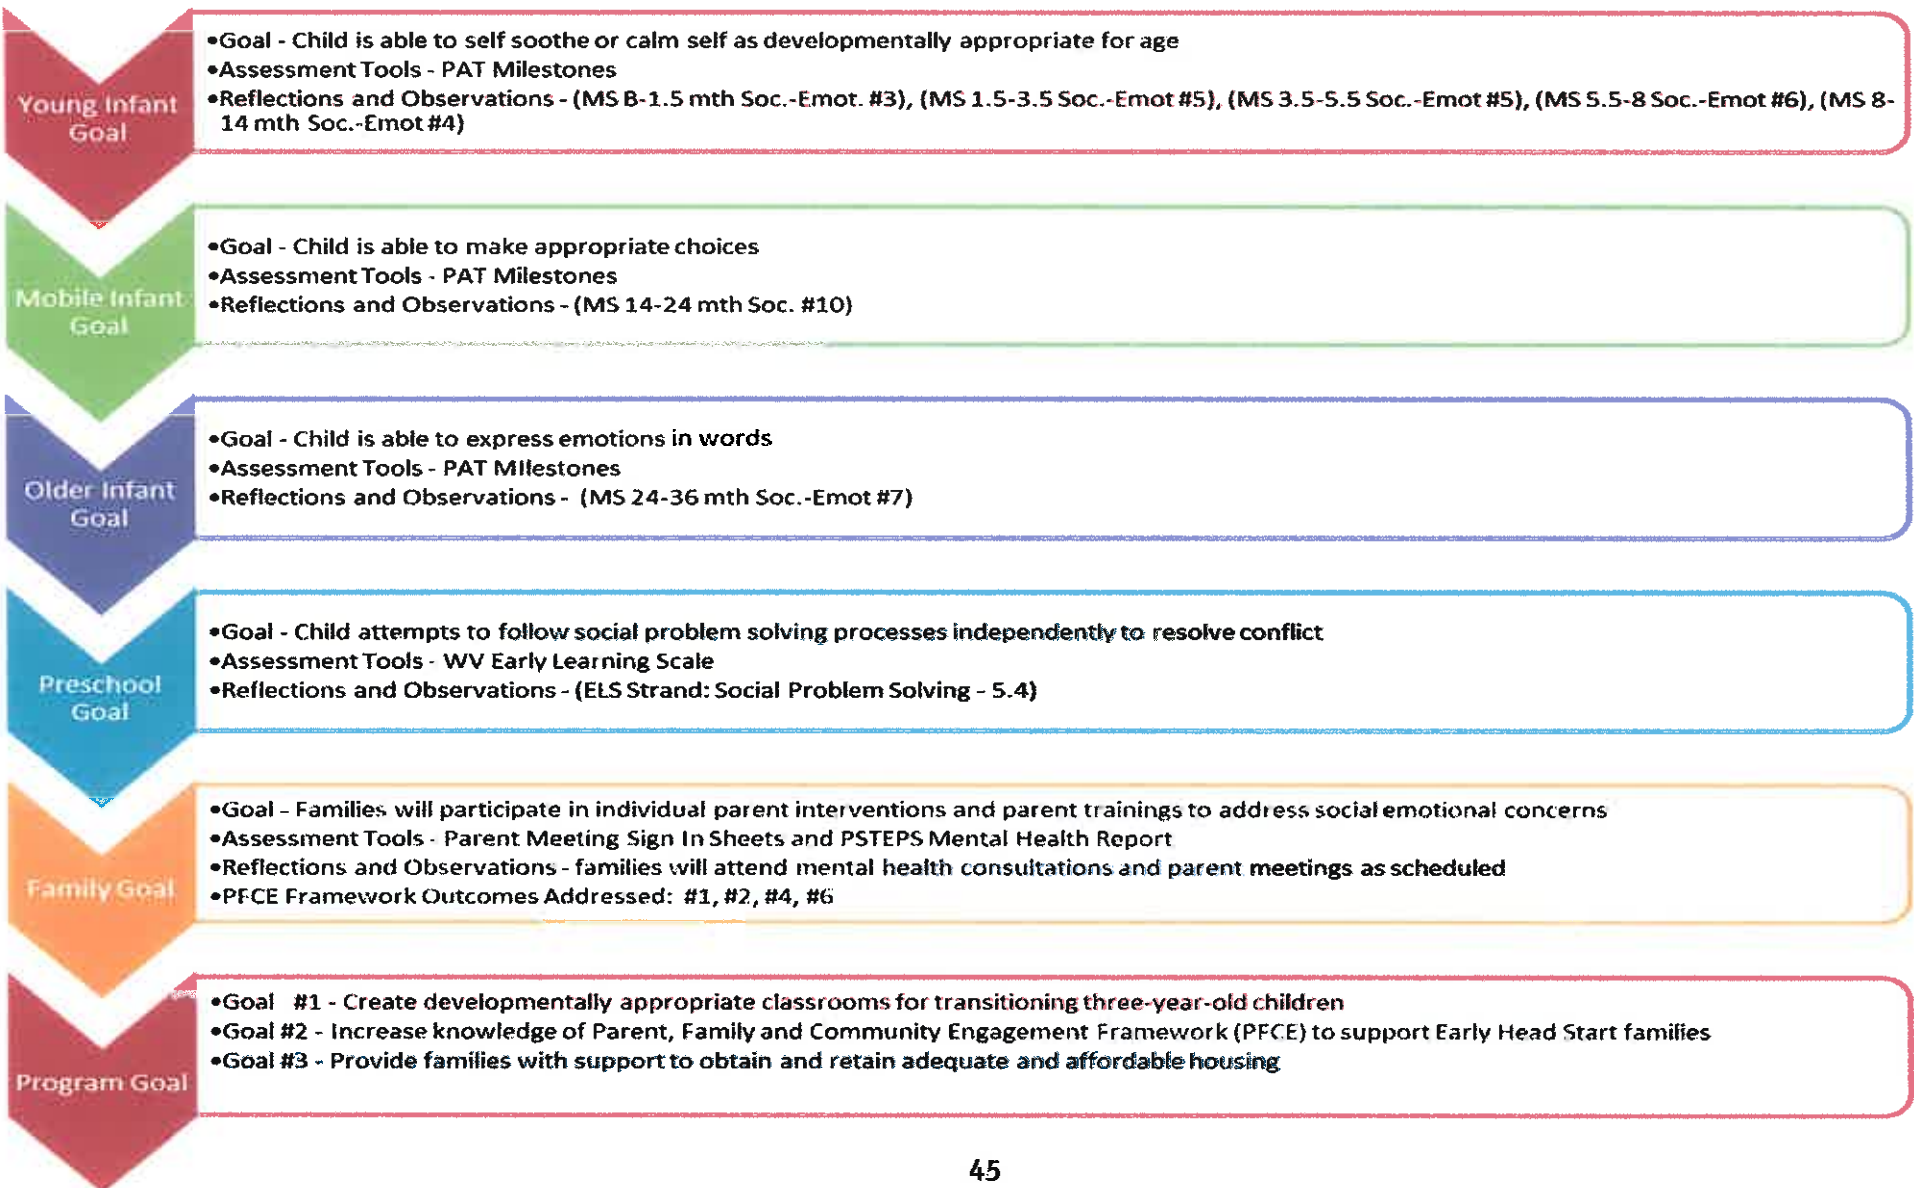 Young Infant
Goal
•Goal - Child is able to self soothe or calm self as developmentally appropriate for age
•Assessment Tools - PAT Milestones
•Reflections and Observations - (MS B-1.5 mth Soc.-Emot. #3), (MS 1.5-3.5 Soc.-Emot #5), (MS 3.5-5.5 Soc.-Emot #5), (MS 5.5-8 Soc.-Emot #6), (MS 8-
14 mth Soc.-Emot #4)
Mobile Infant
Goal
•Goal - Child is able to make appropriate choices
•Assessment Tools - PAT Milestones
•Reflections and Observations - (MS 14-24 mth Soc. #10)
Older Infant
Goal
•Goal - Child is able to express emotions in words
•Assessment Tools - PAT MIlestones
•Reflections and Observations - (MS 24-36 mth Soc.-Emot #7)
Preschool
Goal
•Goal - Child attempts to follow social problem solving processes independently to resolve conflict
•Assessment Tools - WV Early Learning Scale
•Reflections and Observations - (ELS Strand: Social Problem Solving - 5.4)
Family Goal
•Goal - Families will participate in individual parent interventions and parent trainings to address social emotional concerns
•Assessment Tools - Parent Meeting Sign In Sheets and PSTEPS Mental Health Report
•Reflections and Observations - families will attend mental health consultations and parent meetings as scheduled
•PFCE Framework Outcomes Addressed: #1, #2, #4, #6
Program Goal
•Goal #1 - Create developmentally appropriate classrooms for transitioning three-year-old children
•Goal #2 - Increase knowledge of Parent, Family and Community Engagement Framework (PFCE) to support Early Head Start families
•Goal #3 - Provide families with support to obtain and retain adequate and affordable housing
45